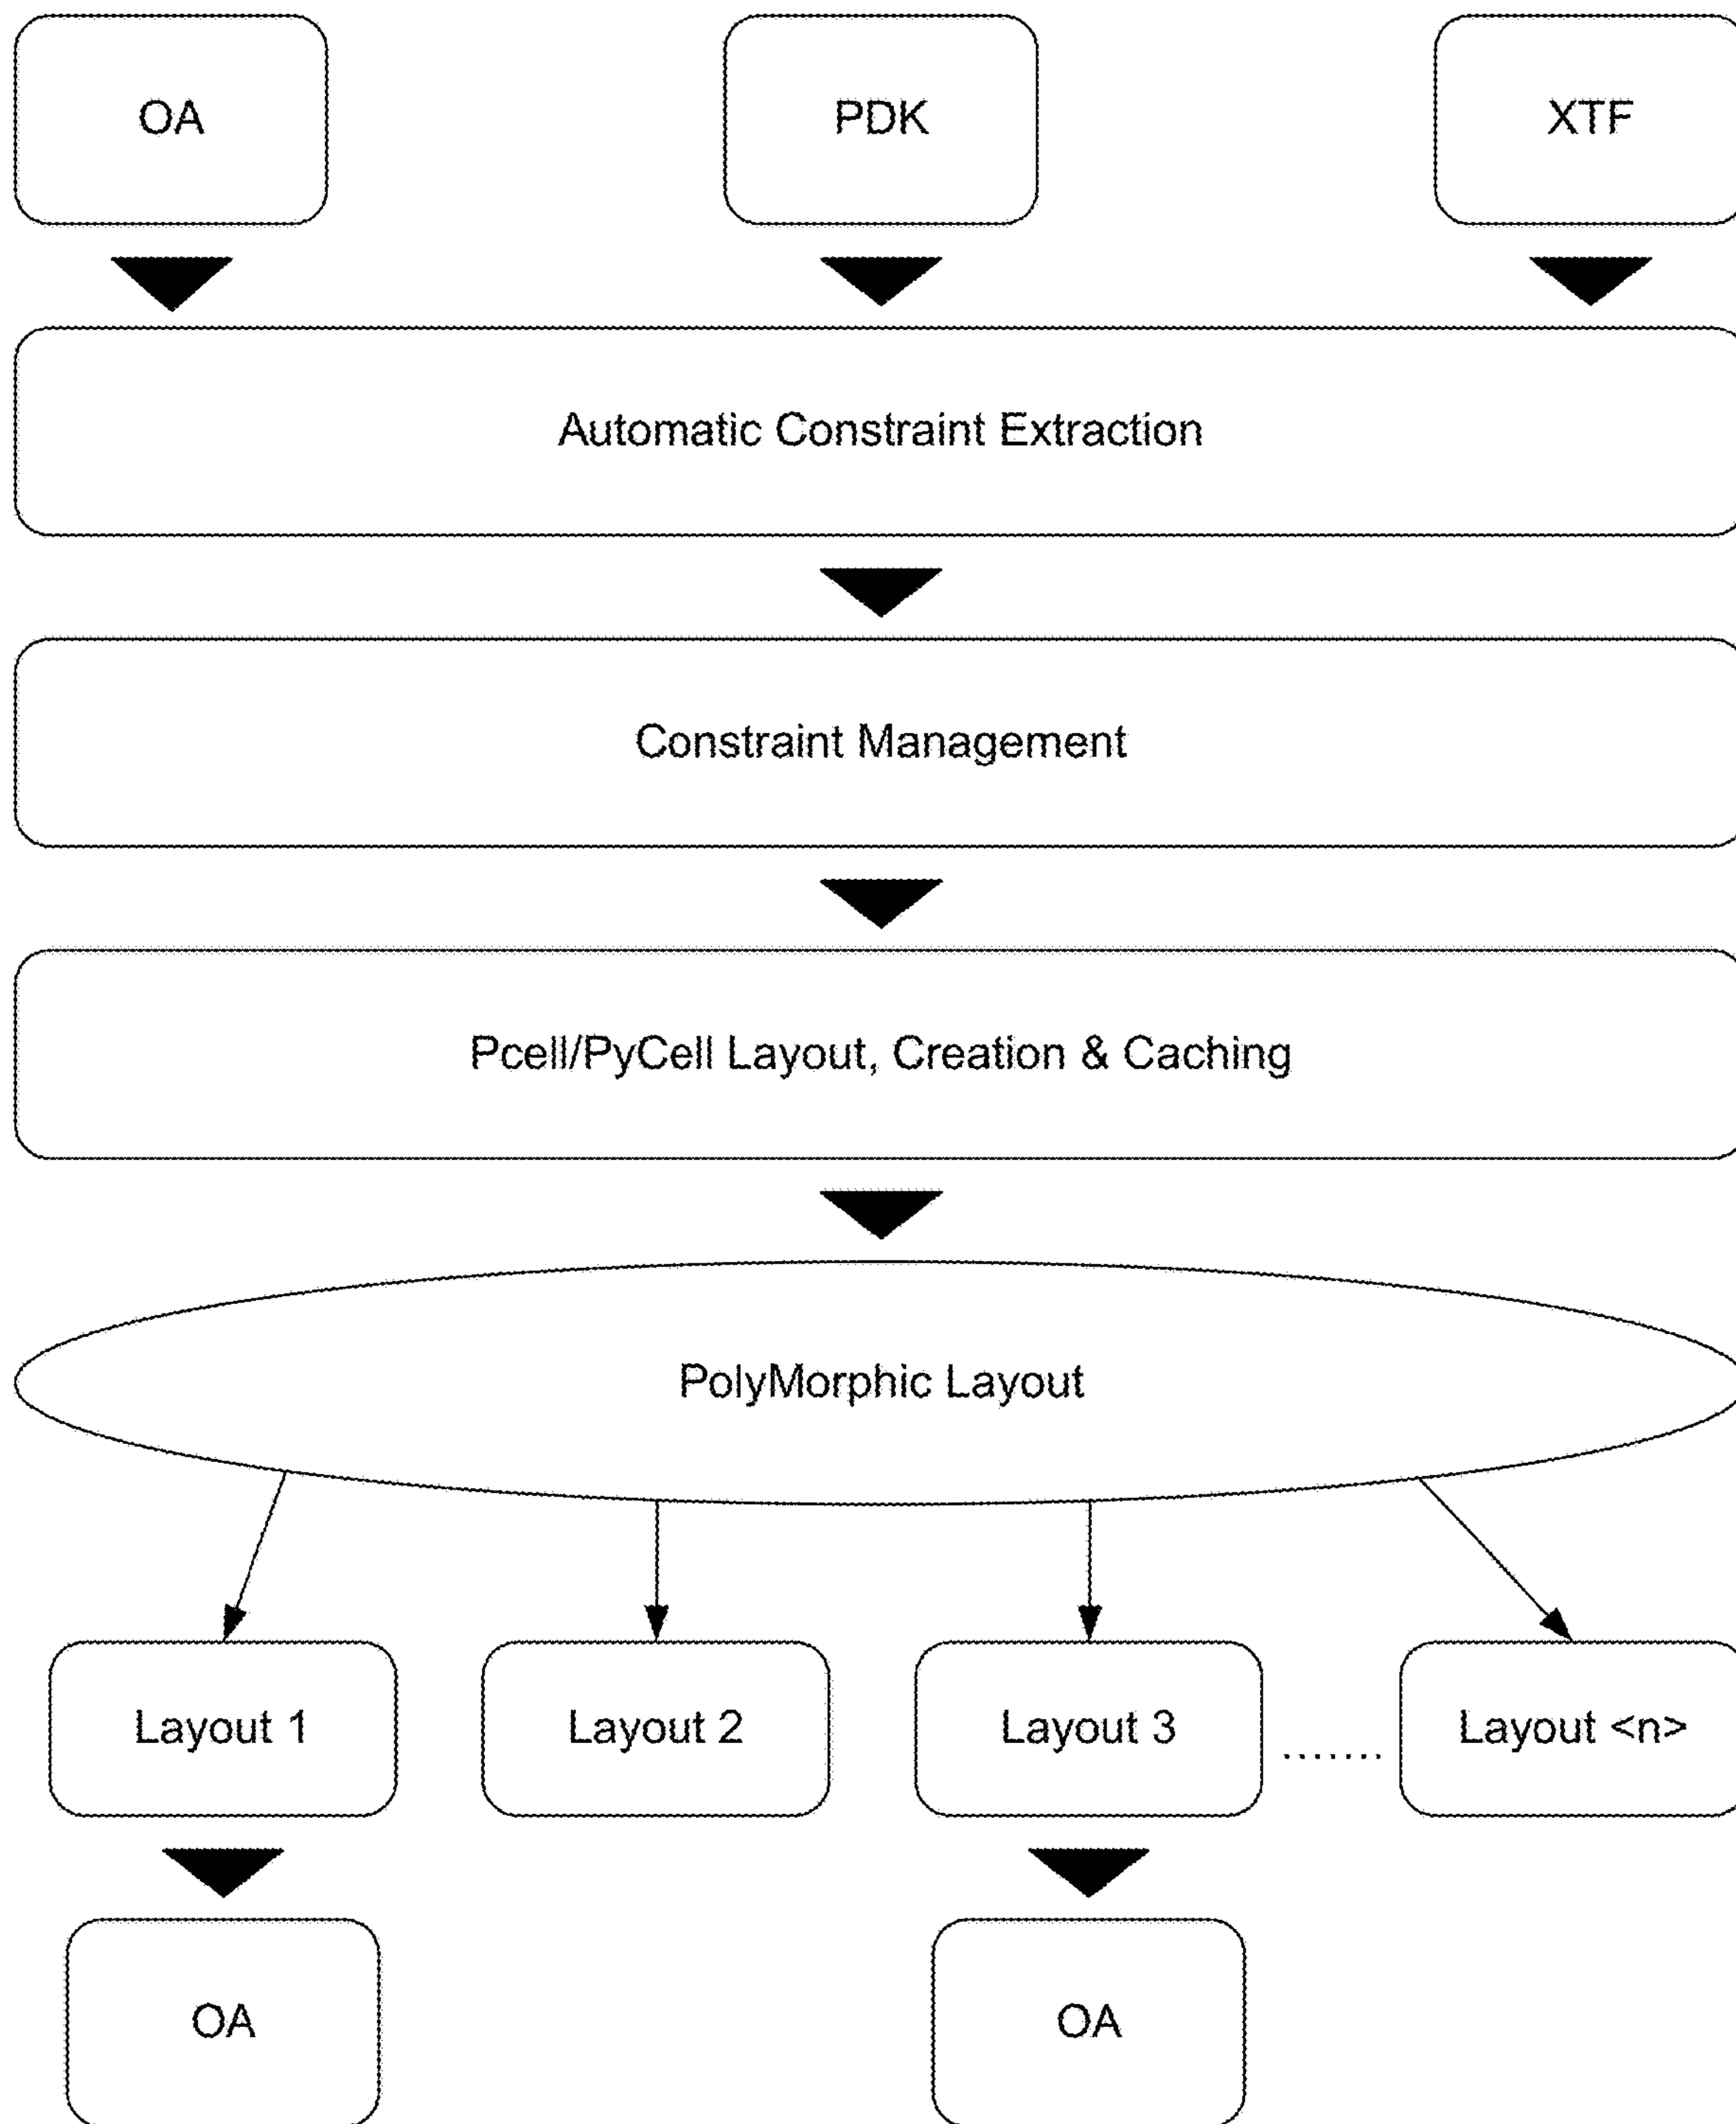 OA
PDK
XTF
Automatic Constraint Extraction
Constraint Management
Pcell/PyCell Layout, Creation & Caching
PolyMorphic Layout
Layout 1
Layout 2
Layout 3
.......
Layout <n>
OA
OA